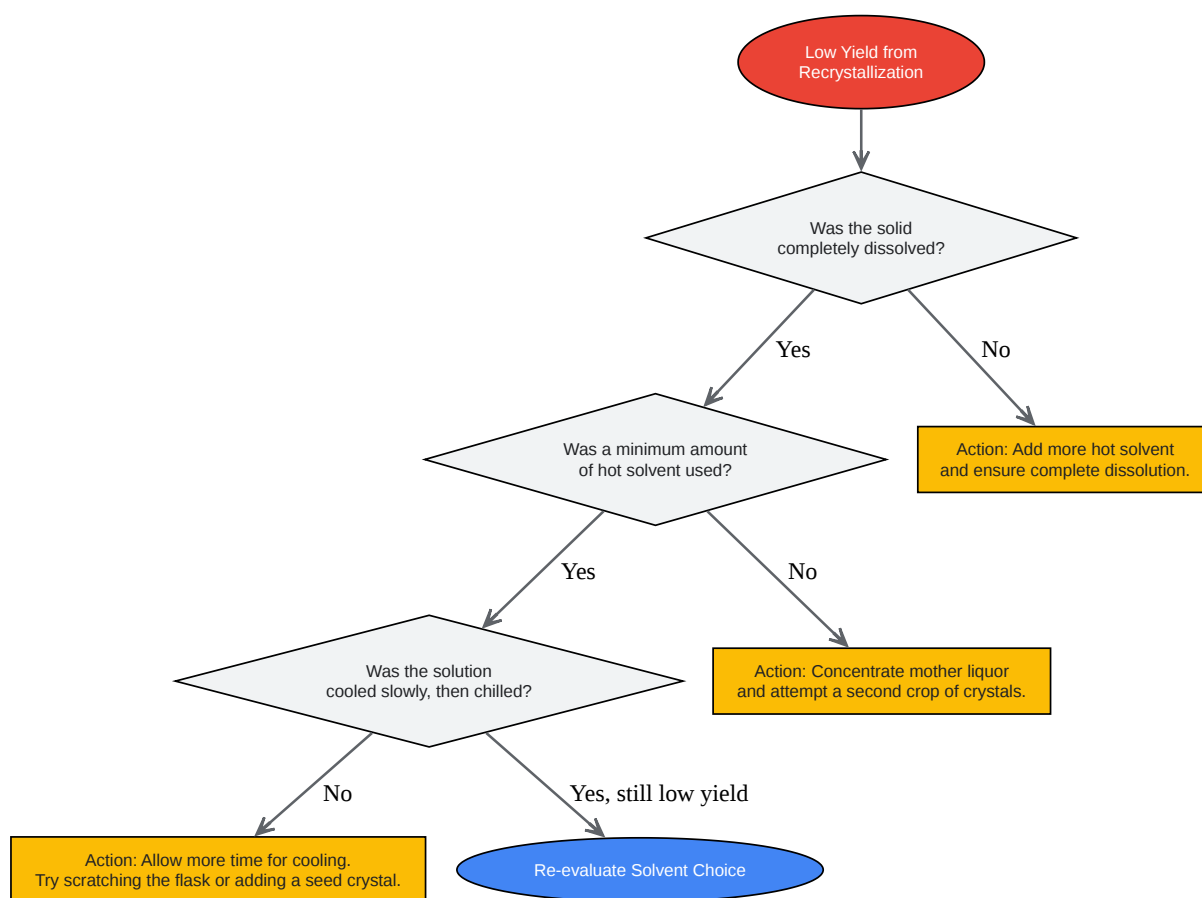 Low Yield from
Recrystallization
Was the solid
completely dissolved?
Yes
No
Was a minimum amount
of hot solvent used?
Action: Add more hot solvent
and ensure complete dissolution.
Yes
No
Was the solution
cooled slowly, then chilled?
Action: Concentrate mother liquor
and attempt a second crop of crystals.
No
Yes, still low yield
Action: Allow more time for cooling.
Try scratching the flask or adding a seed crystal.
Re-evaluate Solvent Choice